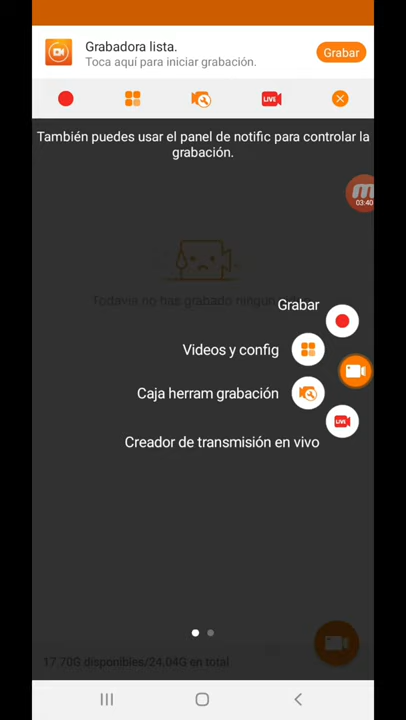 Grabadora lista.
Toca aquí para iniciar grabación.
Grabar
LIVE
También puedes usar el panel de notific para controlar la
grabación.
03:40
Todavía no has grabado ningun
Grabar
Videos y config
Caja herram grabación
LIVE
Creador de transmisión en vivo
17,70G disponibles/24,04G en total